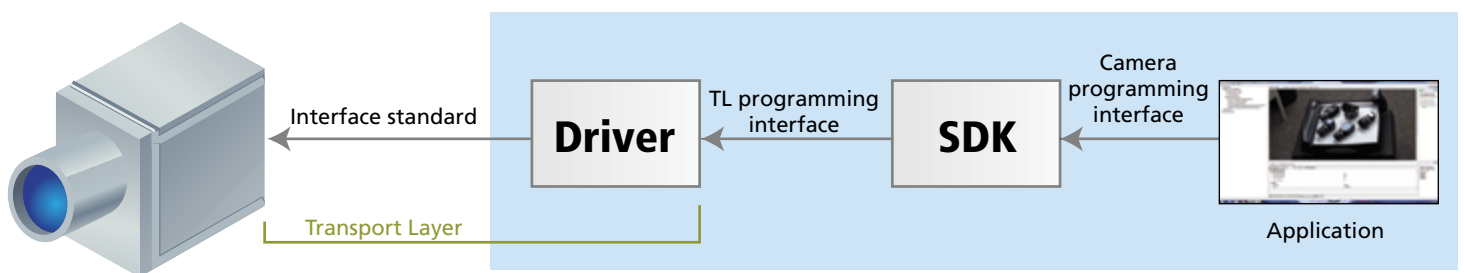 Interface standard
Driver
TL programming
interface
SDK
Camera
programming
interface
Transport Layer
Application